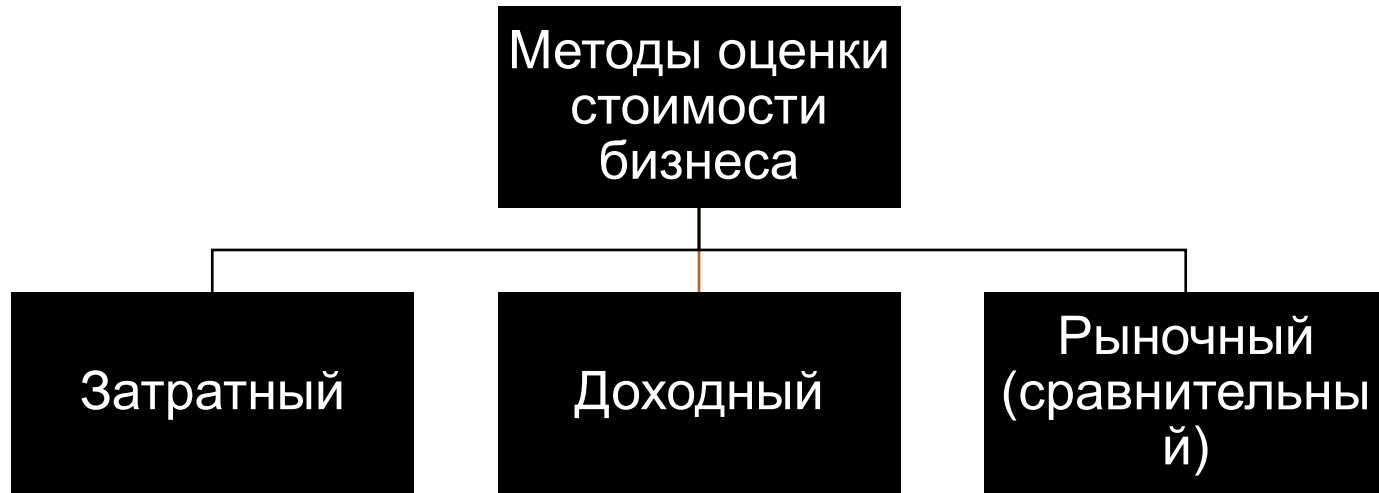 Методы оценки
стоимости
бизнеса
Затратный
Доходный
Рыночный
(сравнительны
й)